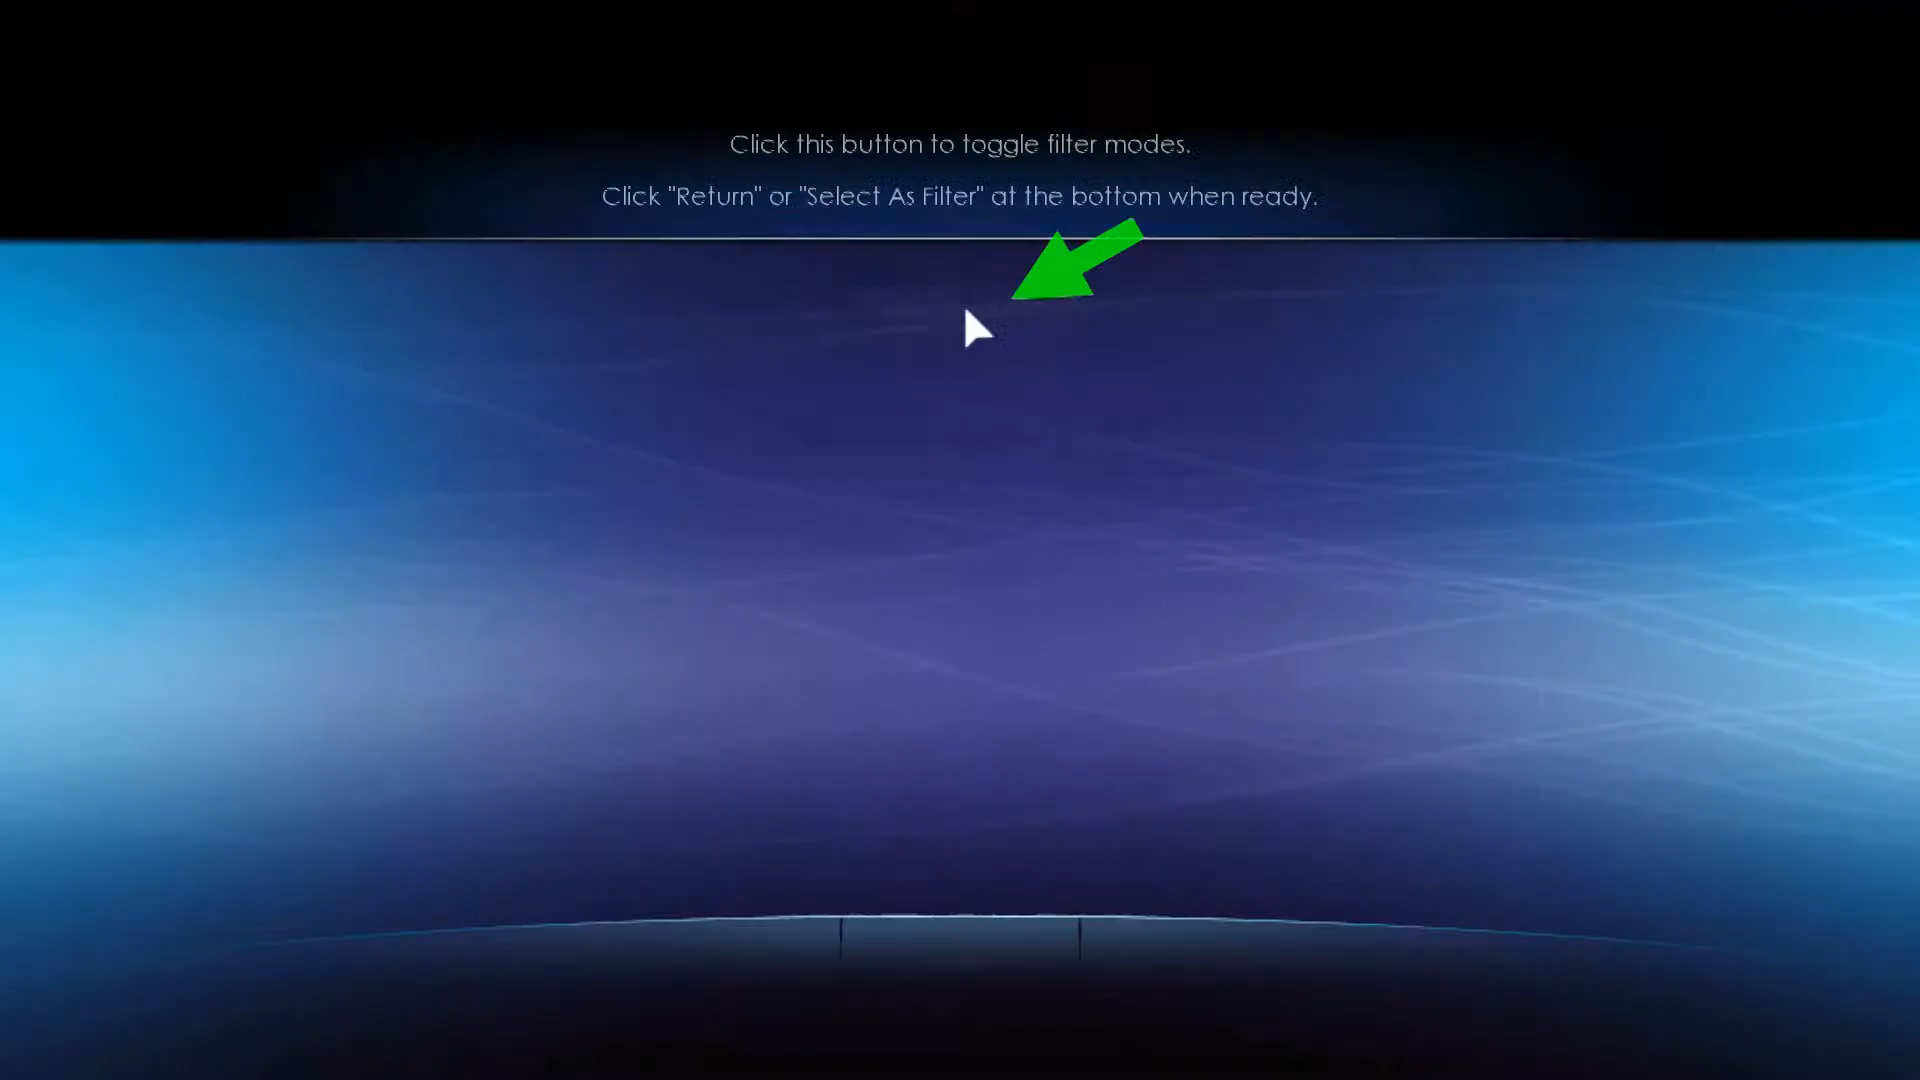 Click this button to toggle filter modes.
Click "Return" or "Select As Filter" at the bottom when ready.